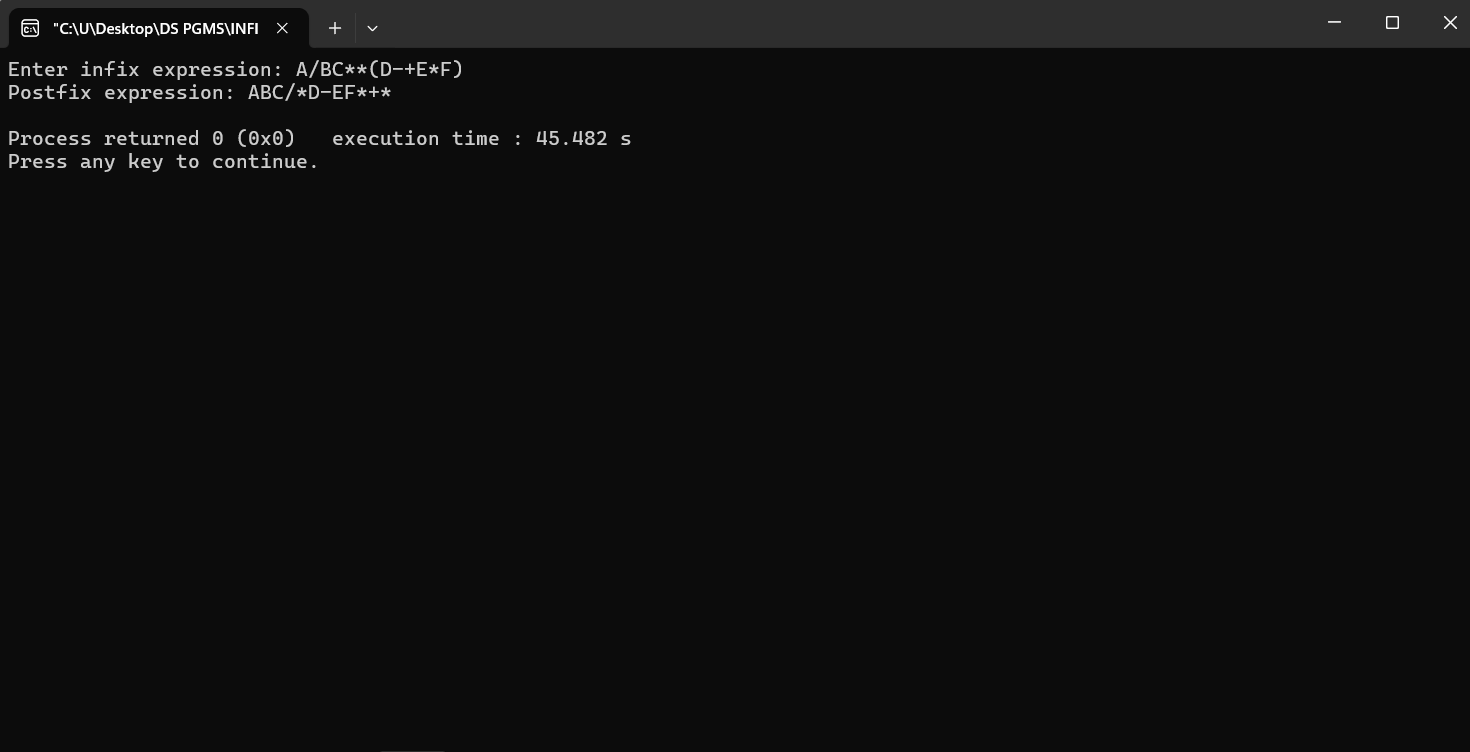 "C:\U\Desktop\DS PGMS\INFI
Enter infix expression: A/BC**(D-+E*F)
Postfix expression: ABC/*D-EF*+*
Process returned 0 (0x0)   execution time : 45.482 s
Press any key to continue.